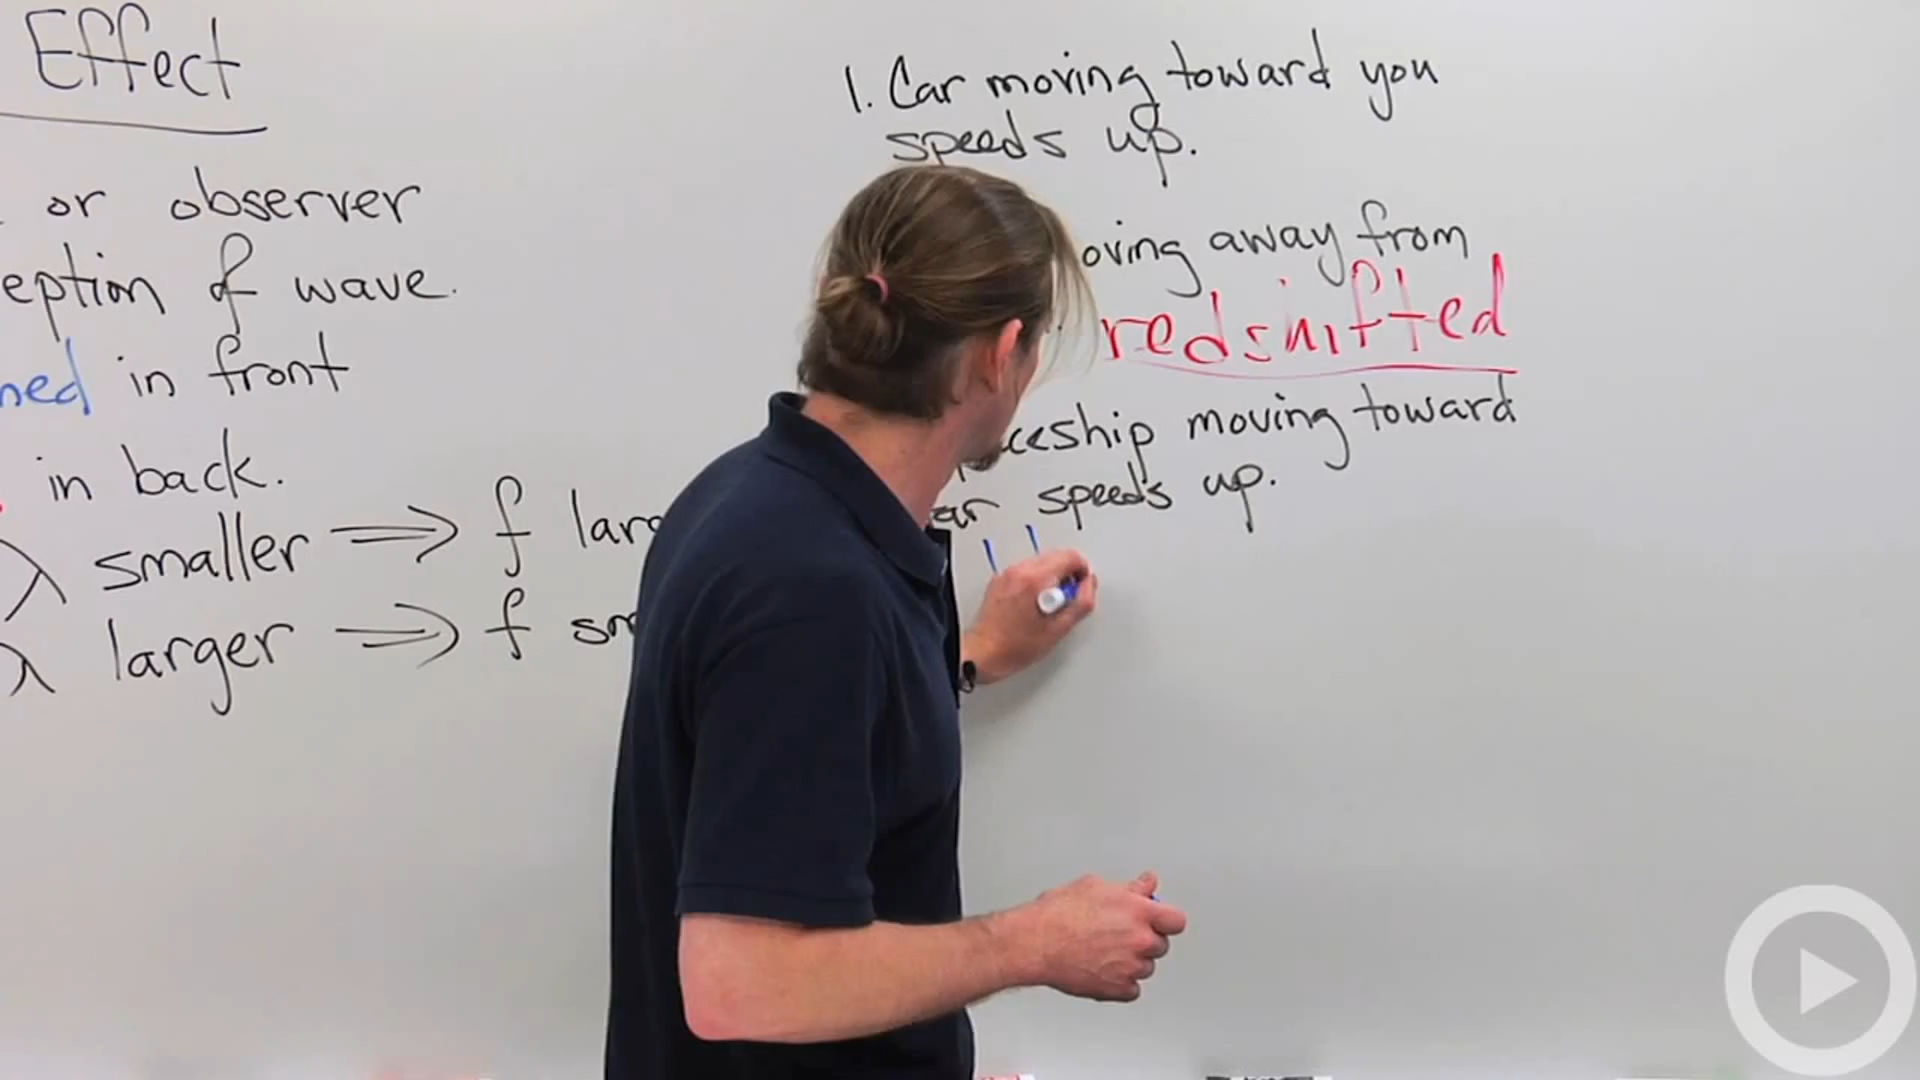 Effect
or observer
eption of wave.
ned in front
in back.
λ smaller ⇒ f larg
λ larger ⇒ f sm
1. Car moving toward you
speeds up.
oving away from
redshifted
ceship moving toward
ar speeds up.